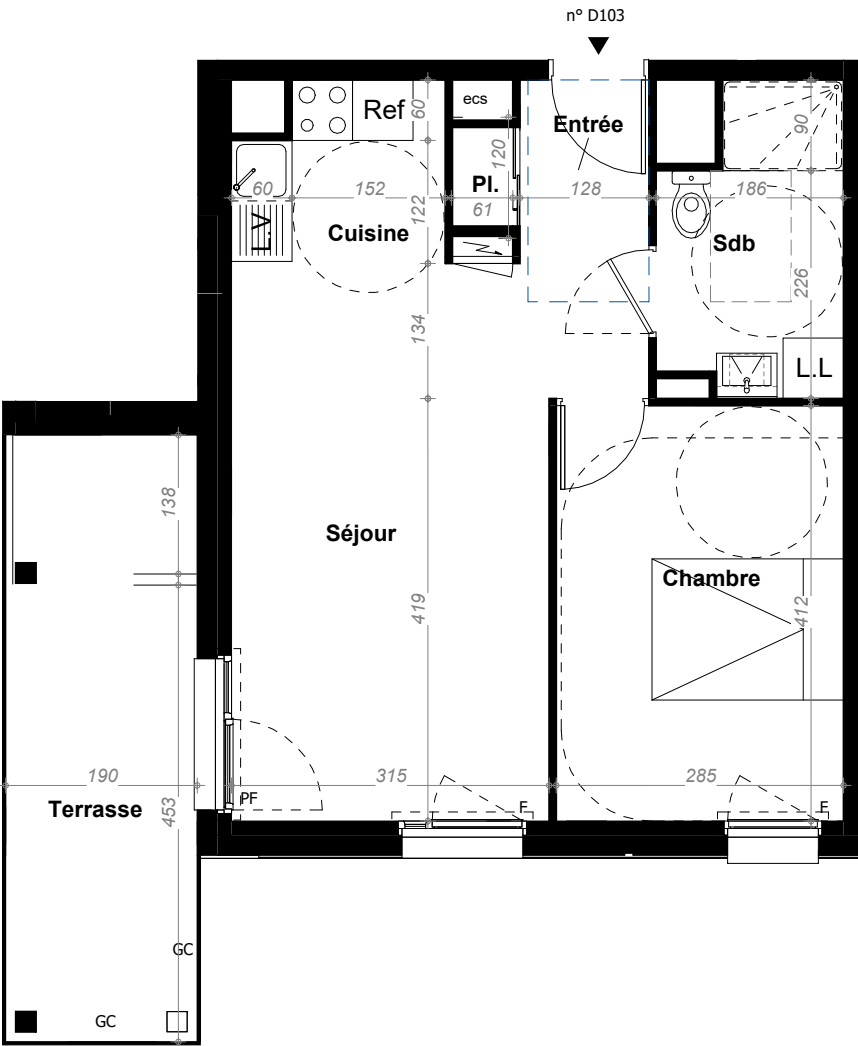 n° D103
ecs
Ref
60
Entrée
90
120
Pl.
60
152
122
61
128
186
L.V
Cuisine
Sdb
226
134
L.L
138
Séjour
Chambre
419
412
190
315
285
PF
Terrasse
453
F
F
GC
GC